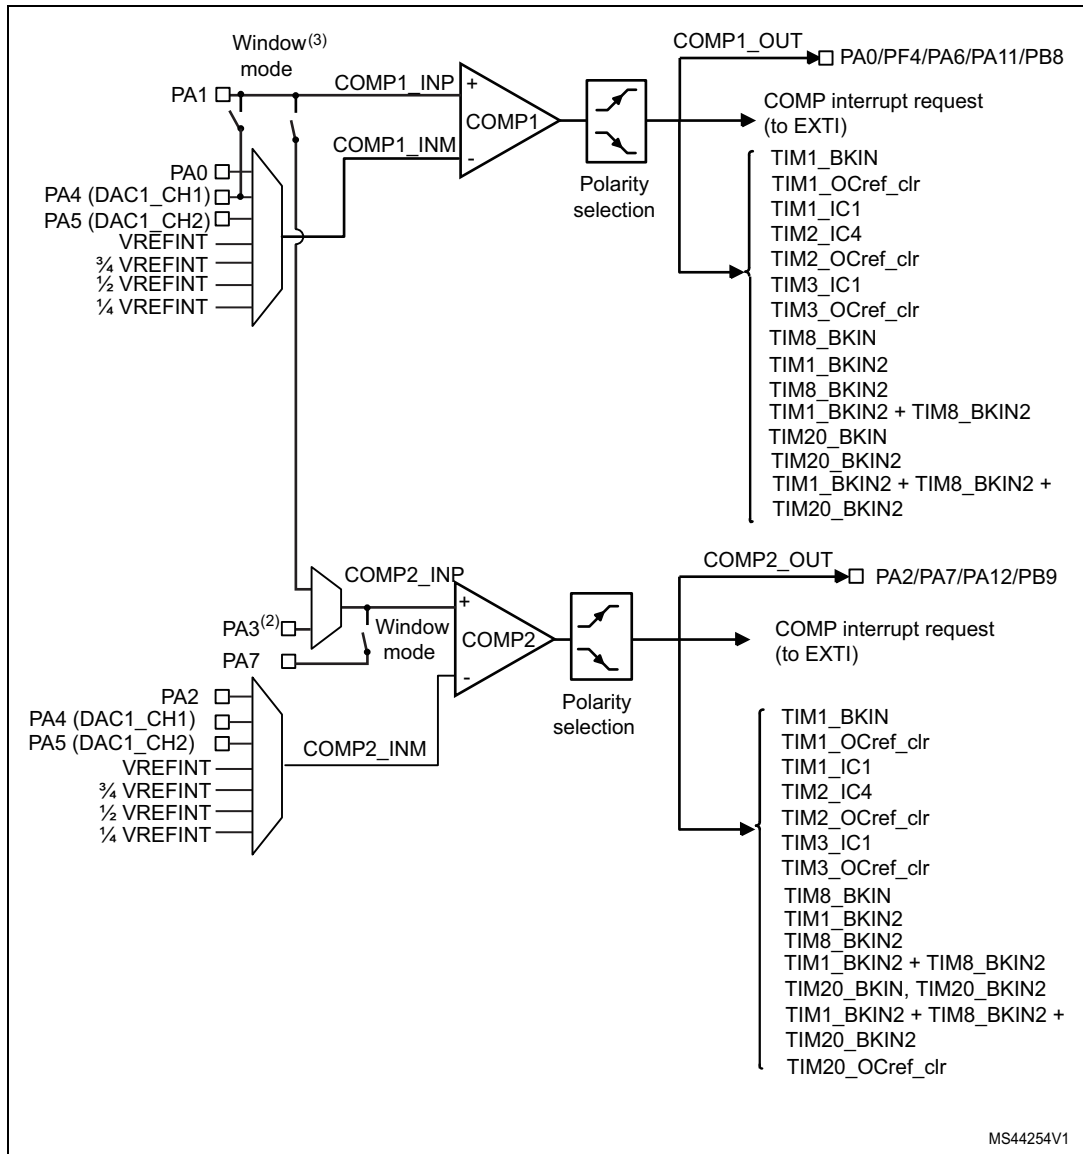 Window(3)
mode
COMP1_OUT
PA0/PF4/PA6/PA11/PB8
PA1
COMP1_INP
+
COMP1
-
COMP1_INM
COMP interrupt request
(to EXTI)
Polarity
selection
PA0
PA4 (DAC1_CH1)
PA5 (DAC1_CH2)
VREFINT
¾ VREFINT
½ VREFINT
¼ VREFINT
TIM1_BKIN
TIM1_OCref_clr
TIM1_IC1
TIM2_IC4
TIM2_OCref_clr
TIM3_IC1
TIM3_OCref_clr
TIM8_BKIN
TIM1_BKIN2
TIM8_BKIN2
TIM1_BKIN2 + TIM8_BKIN2
TIM20_BKIN
TIM20_BKIN2
TIM1_BKIN2 + TIM8_BKIN2 +
TIM20_BKIN2
COMP2_OUT
PA2/PA7/PA12/PB9
COMP2_INP
PA3(2)
PA7
Window
mode
+
COMP2
-
COMP interrupt request
(to EXTI)
Polarity
selection
PA2
PA4 (DAC1_CH1)
PA5 (DAC1_CH2)
VREFINT
¾ VREFINT
½ VREFINT
¼ VREFINT
COMP2_INM
TIM1_BKIN
TIM1_OCref_clr
TIM1_IC1
TIM2_IC4
TIM2_OCref_clr
TIM3_IC1
TIM3_OCref_clr
TIM8_BKIN
TIM1_BKIN2
TIM8_BKIN2
TIM1_BKIN2 + TIM8_BKIN2
TIM20_BKIN, TIM20_BKIN2
TIM1_BKIN2 + TIM8_BKIN2 +
TIM20_BKIN2
TIM20_OCref_clr
MS44254V1